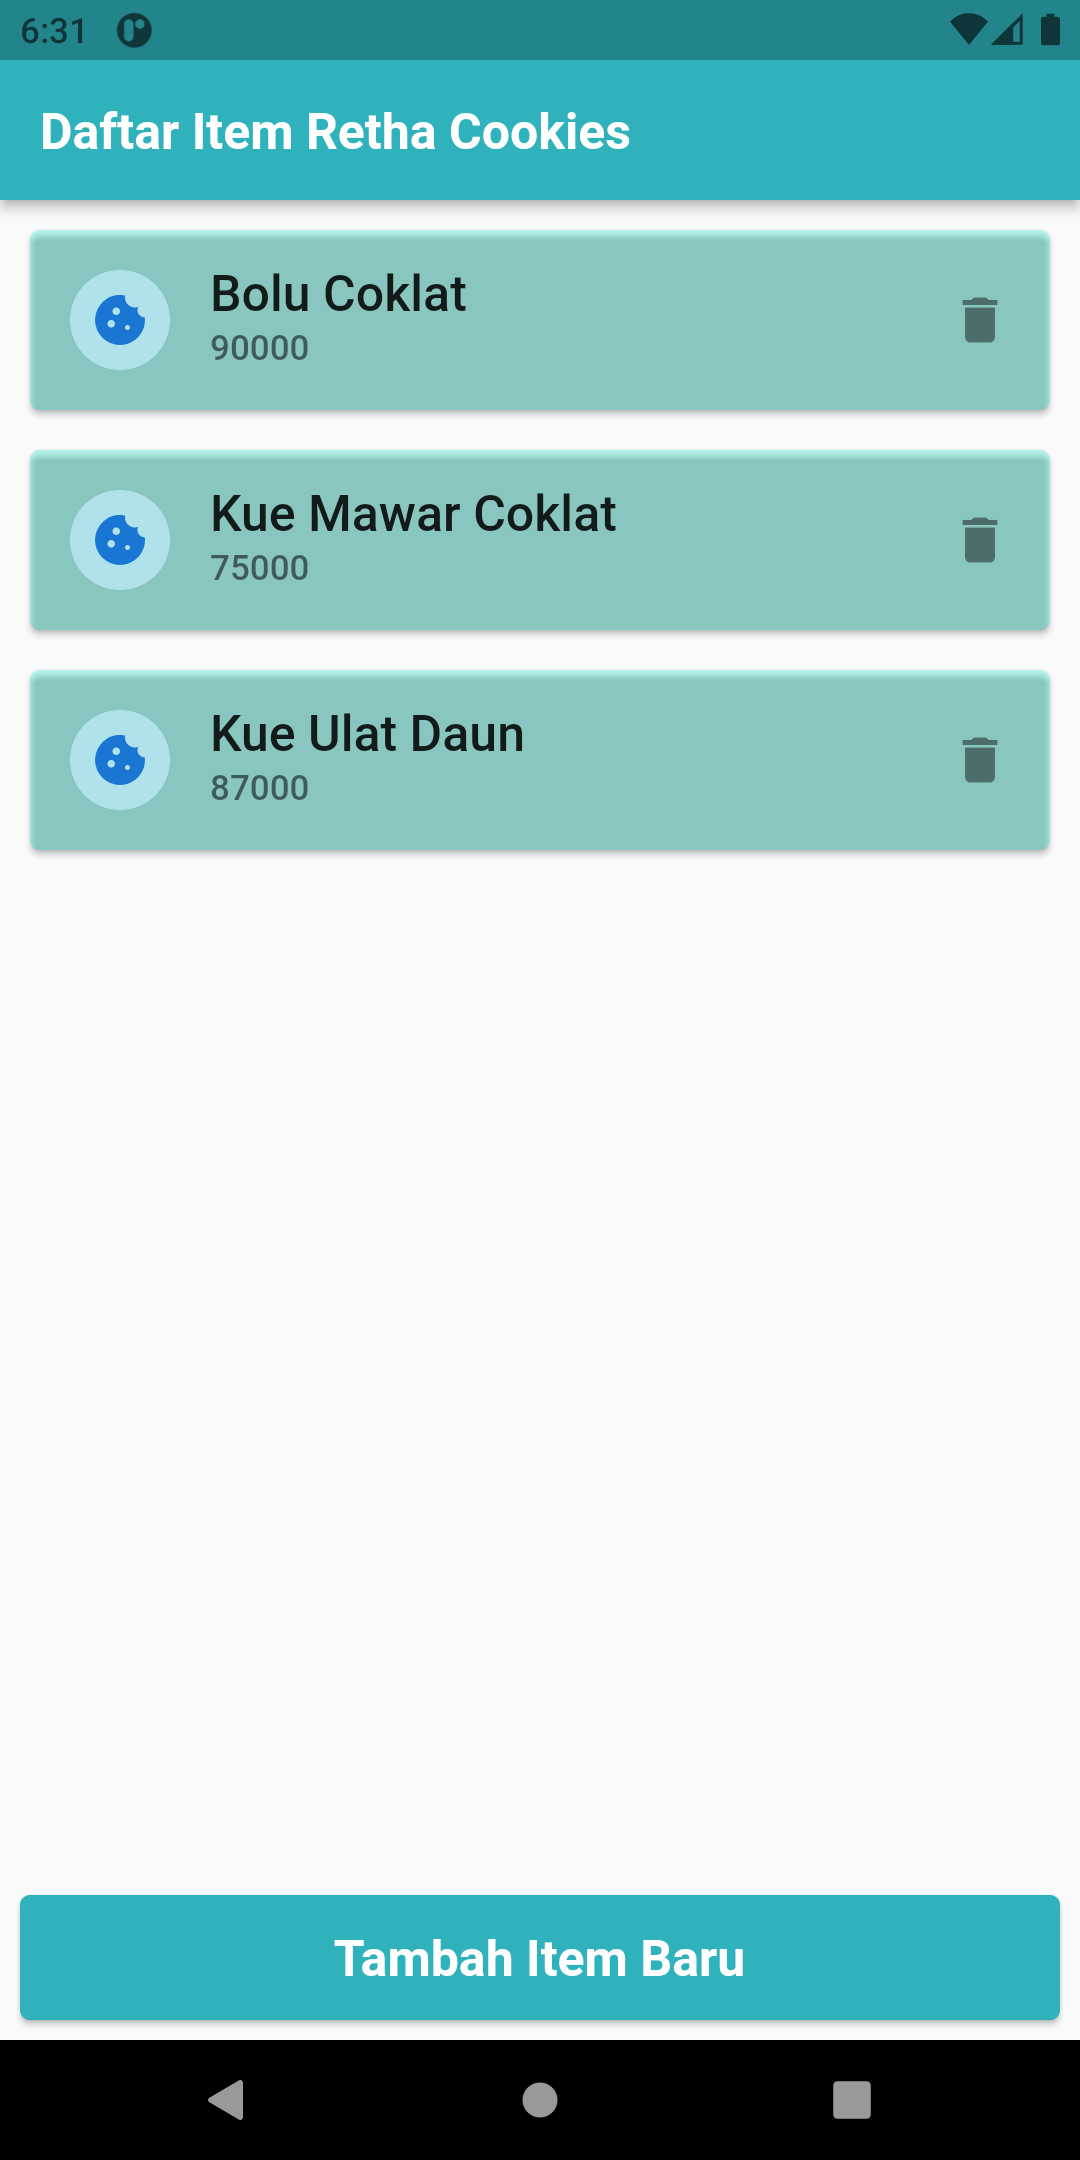 6:31
Daftar Item Retha Cookies
Bolu Coklat
90000
Kue Mawar Coklat
75000
Kue Ulat Daun
87000
Tambah Item Baru